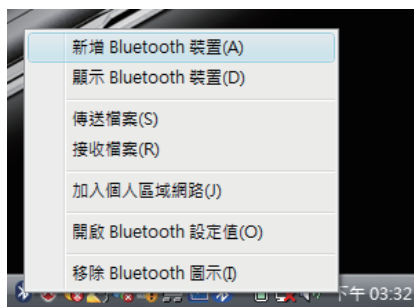 新增 Bluetooth 裝置(A)
顯示 Bluetooth 裝置(D)
傳送檔案(S)
接收檔案(R)
加入個人區域網路(J)
開啟 Bluetooth 設定值(O)
移除 Bluetooth 圖示(I)
下午 03:32